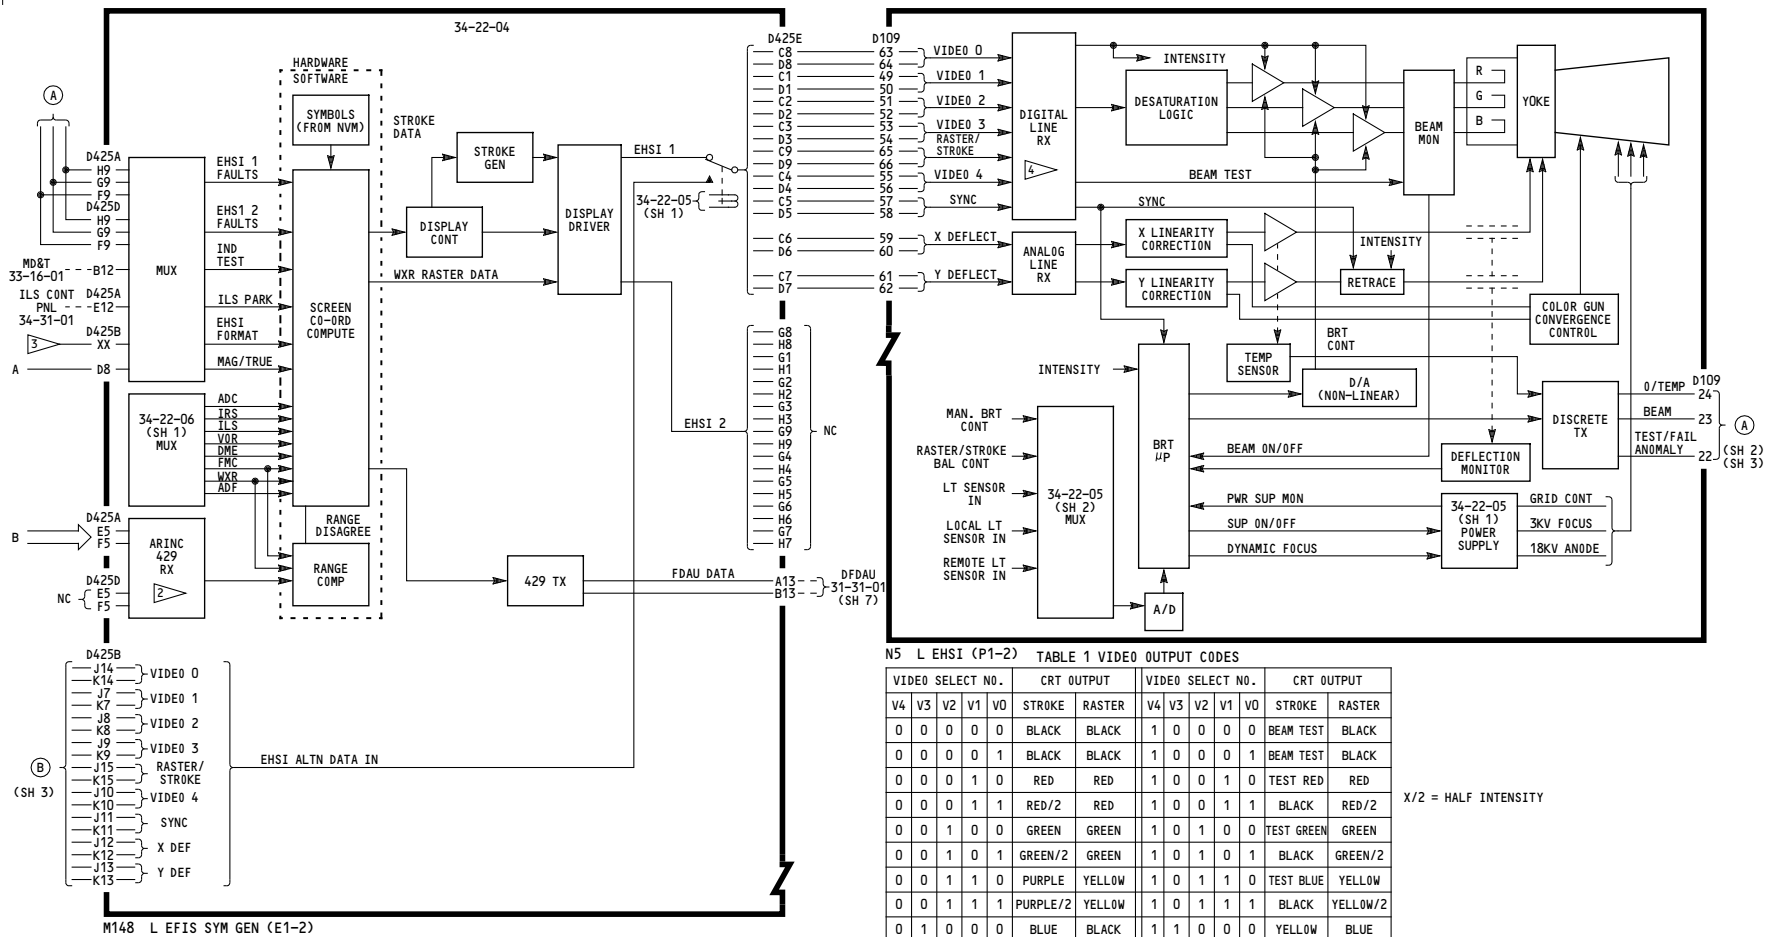 34-22-04
HARDWARE
SOFTWARE
SYMBOLS
(FROM NVM)
STROKE
DATA
STROKE
GEN
DISPLAY
CONT
DISPLAY
DRIVER
WXR RASTER DATA
SCREEN
CO-ORD
COMPUTE
RANGE
DISAGREE
RANGE
COMP
A
D425A
H9
G9
F9
D425D
H9
G9
F9
MD&T
33-16-01
B12
ILS CONT
PNL
34-31-01
D425A
E12
D425B
3
XX
A
D8
MUX
EHSI 1
FAULTS
EHS1 2
FAULTS
IND
TEST
ILS PARK
EHSI
FORMAT
MAG/TRUE
34-22-06
(SH 1)
MUX
ADC
IRS
ILS
VOR
DME
FMC
WXR
ADF
B
D425A
E5
F5
D425D
NC
E5
F5
ARINC
429
RX
2
429 TX
FDAU DATA
A13
B13
DFDAU
31-31-01
(SH 7)
EHSI 1
34-22-05
(SH 1)
EHSI 2
D425E
C8
D8
C1
D1
C2
D2
C3
D3
C9
D9
C4
D4
C5
D5
C6
D6
C7
D7
G8
H8
G1
H1
G2
H2
G3
H3
G9
H9
G4
H4
G5
H5
G6
H6
G7
H7
NC
D425B
J14
K14
VIDEO 0
J7
K7
VIDEO 1
J8
K8
VIDEO 2
J9
K9
VIDEO 3
J15
K15
RASTER/
STROKE
J10
K10
VIDEO 4
J11
K11
SYNC
J12
K12
X DEF
J13
K13
Y DEF
B
(SH 3)
EHSI ALTN DATA IN
M148 L EFIS SYM GEN (E1-2)
D109
63
64
49
50
51
52
53
54
65
66
55
56
57
58
59
60
61
62
VIDEO 0
VIDEO 1
VIDEO 2
VIDEO 3
RASTER/
STROKE
VIDEO 4
SYNC
X DEFLECT
Y DEFLECT
DIGITAL
LINE
RX
4
ANALOG
LINE
RX
INTENSITY
DESATURATION
LOGIC
BEAM TEST
SYNC
X LINEARITY
CORRECTION
Y LINEARITY
CORRECTION
BEAM
MON
R
G
B
YOKE
INTENSITY
RETRACE
COLOR GUN
CONVERGENCE
CONTROL
BRT
CONT
TEMP
SENSOR
D/A
(NON-LINEAR)
INTENSITY
BRT
µP
MAN. BRT
CONT
RASTER/STROKE
BAL CONT
LT SENSOR
IN
LOCAL LT
SENSOR IN
REMOTE LT
SENSOR IN
34-22-05
(SH 2)
MUX
A/D
BEAM ON/OFF
DEFLECTION
MONITOR
DISCRETE
TX
O/TEMP
D109
24
BEAM
23
TEST/FAIL
ANOMALY
22
A
(SH 2)
(SH 3)
PWR SUP MON
SUP ON/OFF
DYNAMIC FOCUS
34-22-05
(SH 1)
POWER
SUPPLY
GRID CONT
3KV FOCUS
18KV ANODE
N5 L EHSI (P1-2)
TABLE 1 VIDEO OUTPUT CODES
VIDEO SELECT NO. CRT OUTPUT VIDEO SELECT NO. CRT OUTPUT
V4 V3 V2 V1 V0 STROKE RASTER V4 V3 V2 V1 V0 STROKE RASTER
0 0 0 0 0 BLACK BLACK 1 0 0 0 0 BEAM TEST BLACK
0 0 0 0 1 BLACK BLACK 1 0 0 0 1 BEAM TEST BLACK
0 0 0 1 0 RED RED 1 0 0 1 0 TEST RED RED
0 0 0 1 1 RED/2 RED 1 0 0 1 1 BLACK RED/2
0 0 1 0 0 GREEN GREEN 1 0 1 0 0 TEST GREEN GREEN
0 0 1 0 1 GREEN/2 GREEN 1 0 1 0 1 BLACK GREEN/2
0 0 1 1 0 PURPLE YELLOW 1 0 1 1 0 TEST BLUE YELLOW
0 0 1 1 1 PURPLE/2 YELLOW 1 0 1 1 1 BLACK YELLOW/2
0 1 0 0 0 BLUE BLACK 1 1 0 0 0 YELLOW BLUE
X/2 = HALF INTENSITY